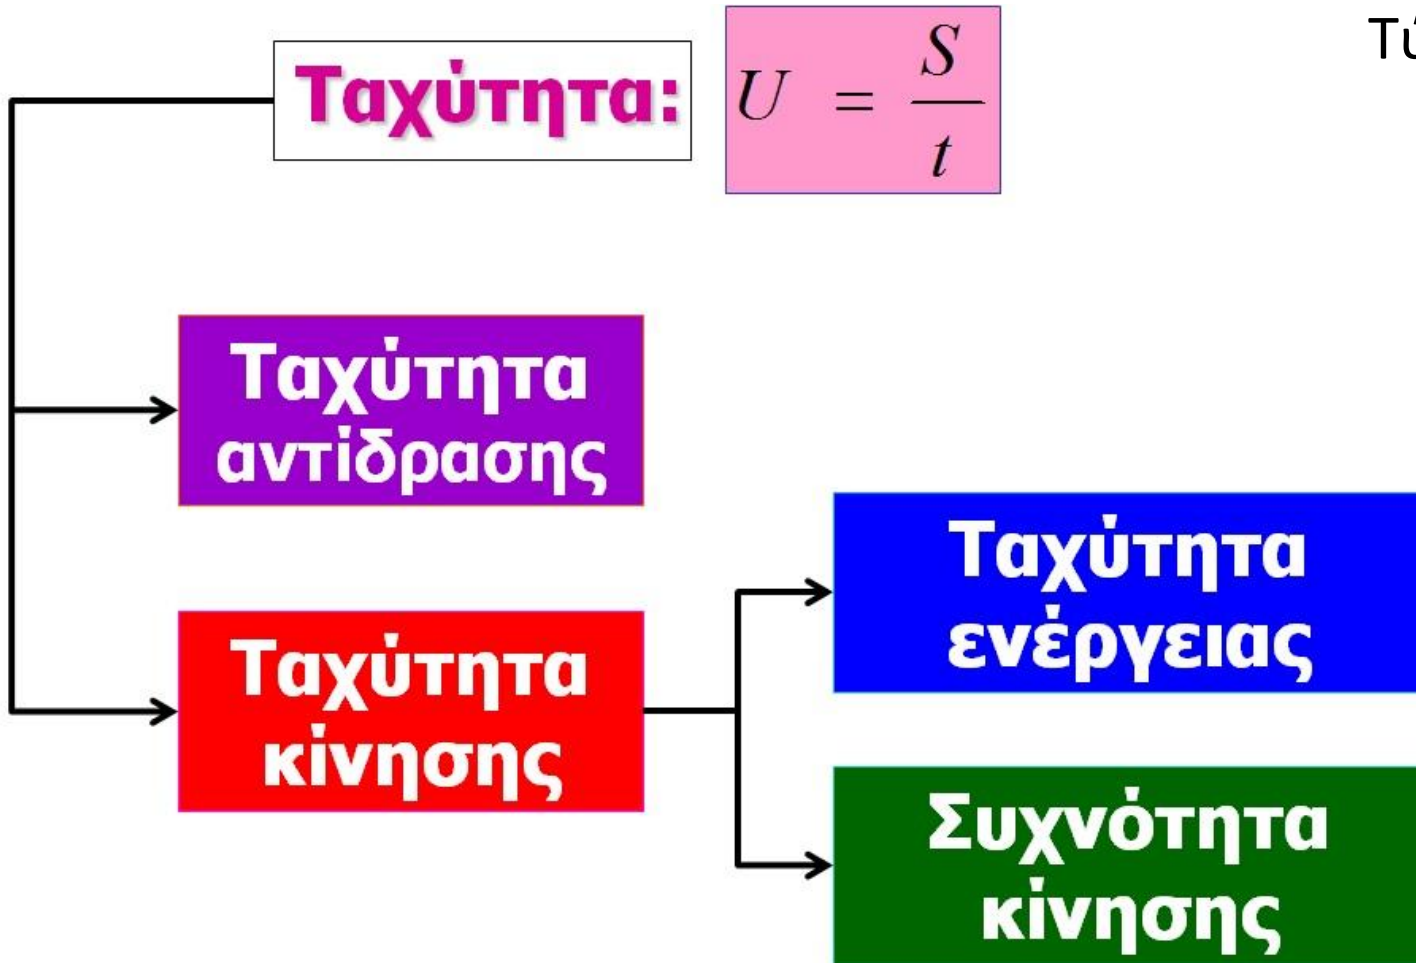 Ταχύτητα:
U = S / t
Ταχύτητα
αντίδρασης
Ταχύτητα
κίνησης
Ταχύτητα
ενέργειας
Συχνότητα
κίνησης